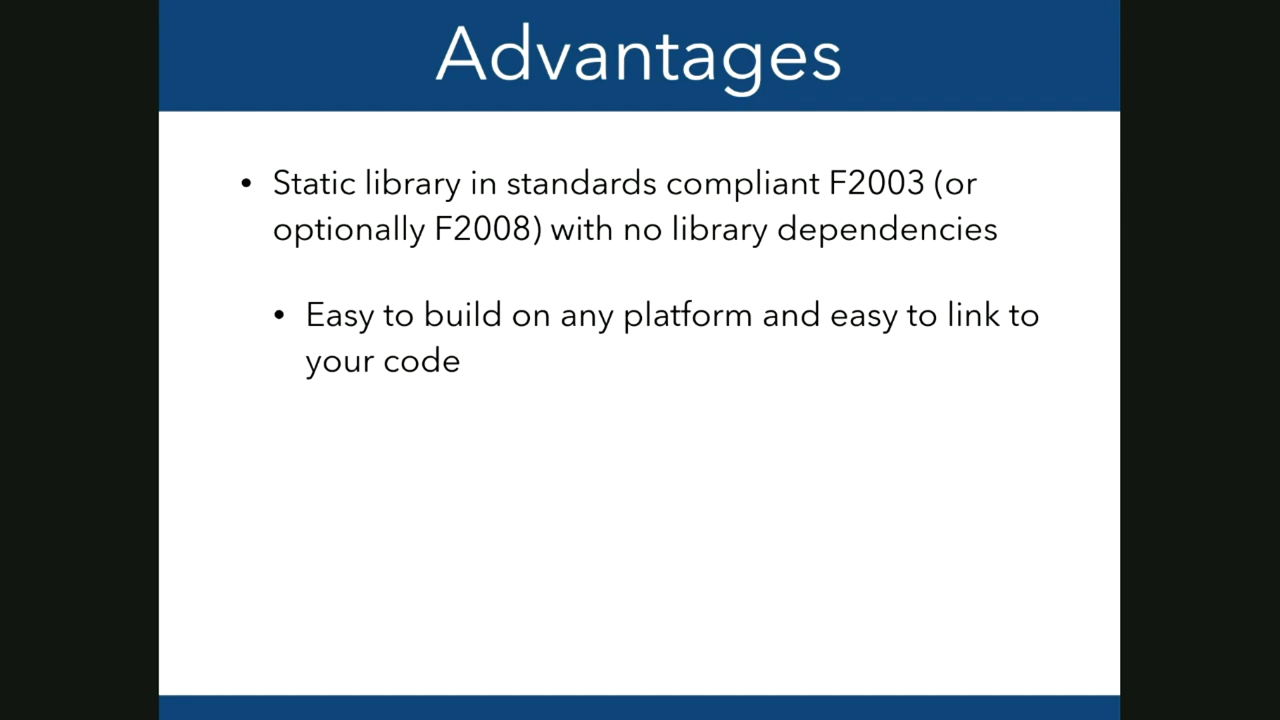 Advantages
• Static library in standards compliant F2003 (or
optionally F2008) with no library dependencies
• Easy to build on any platform and easy to link to
your code